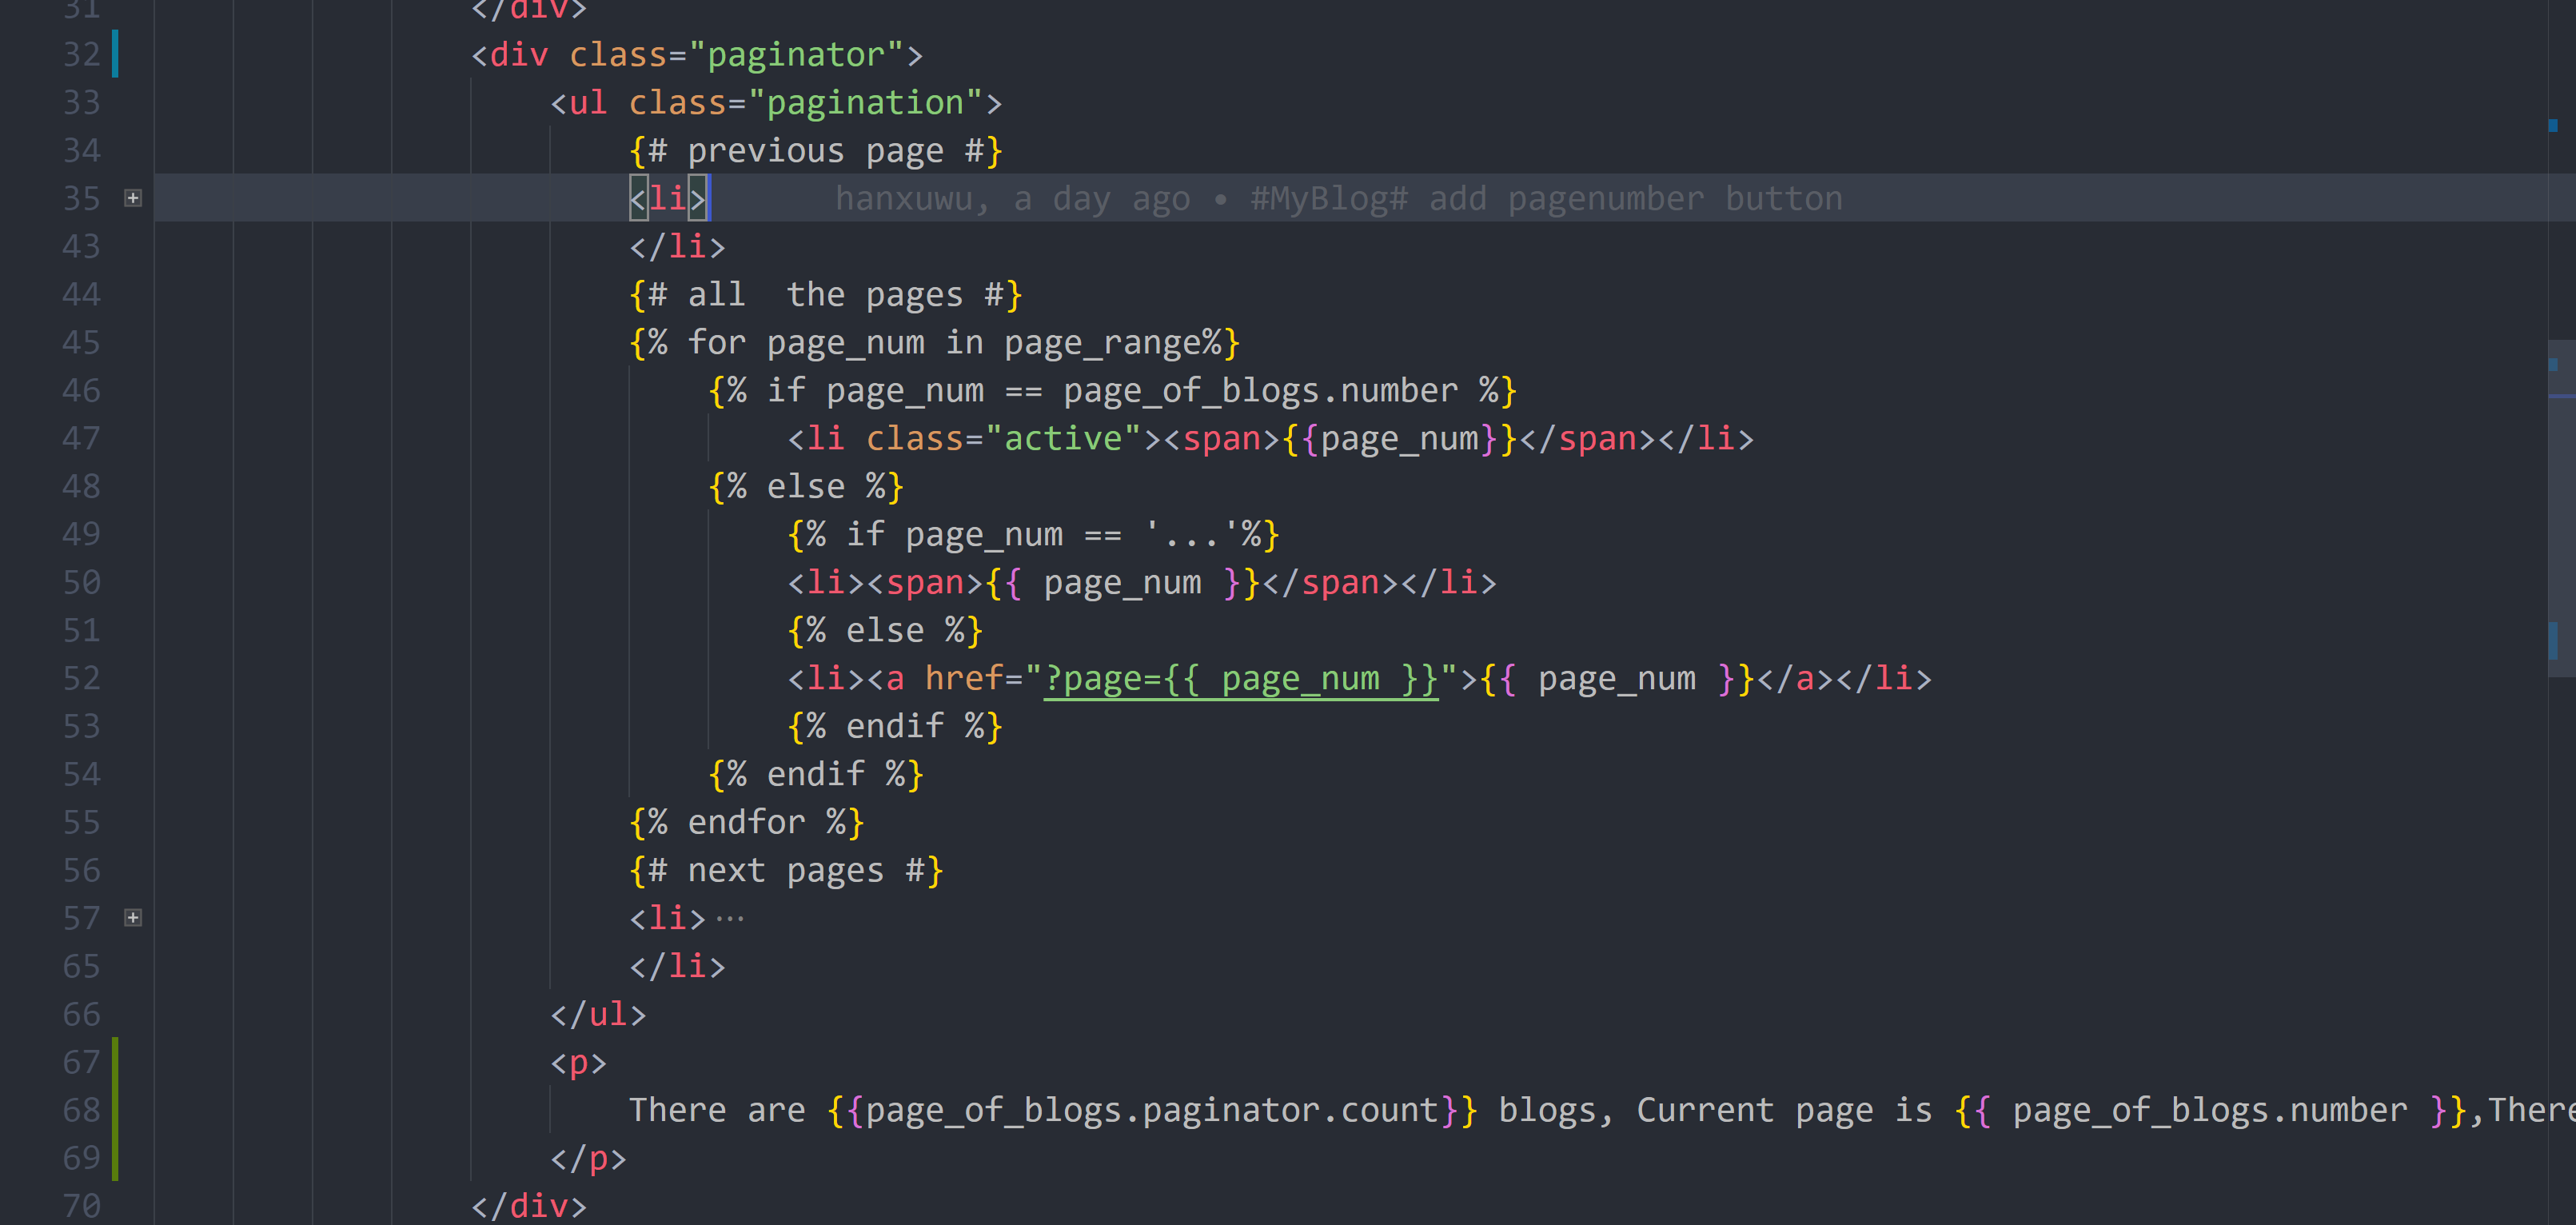 31 </div>
32 <div class="paginator">
33 <ul class="pagination">
34 {# previous page #}
35 <li> hanxuwu, a day ago • #MyBlog# add pagenumber button
43 </li>
44 {# all  the pages #}
45 {% for page_num in page_range%}
46 {% if page_num == page_of_blogs.number %}
47 <li class="active"><span>{{page_num}}</span></li>
48 {% else %}
49 {% if page_num == '...'%}
50 <li><span>{{ page_num }}</span></li>
51 {% else %}
52 <li><a href="?page={{ page_num }}">{{ page_num }}</a></li>
53 {% endif %}
54 {% endif %}
55 {% endfor %}
56 {# next pages #}
57 <li>···
65 </li>
66 </ul>
67 <p>
68 There are {{page_of_blogs.paginator.count}} blogs, Current page is {{ page_of_blogs.number }},There
69 </p>
70 </div>